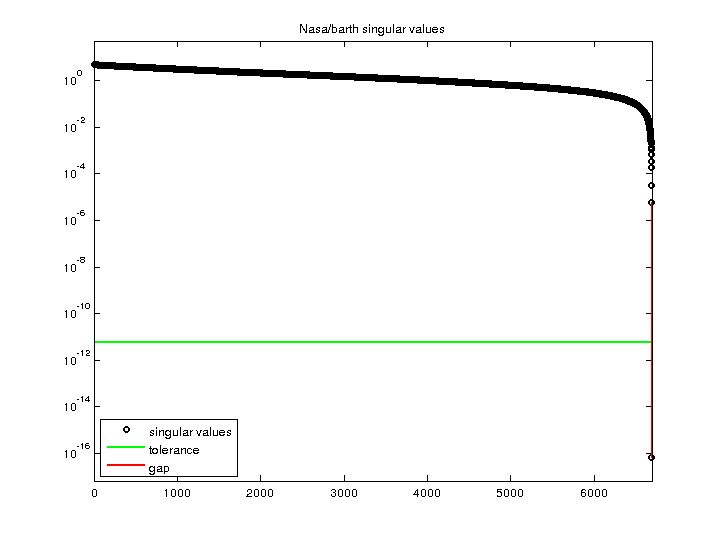 Nasa/barth singular values
10^0
10^-2
10^-4
10^-6
10^-8
10^-10
10^-12
10^-14
10^-16
singular values
tolerance
gap
0 1000 2000 3000 4000 5000 6000